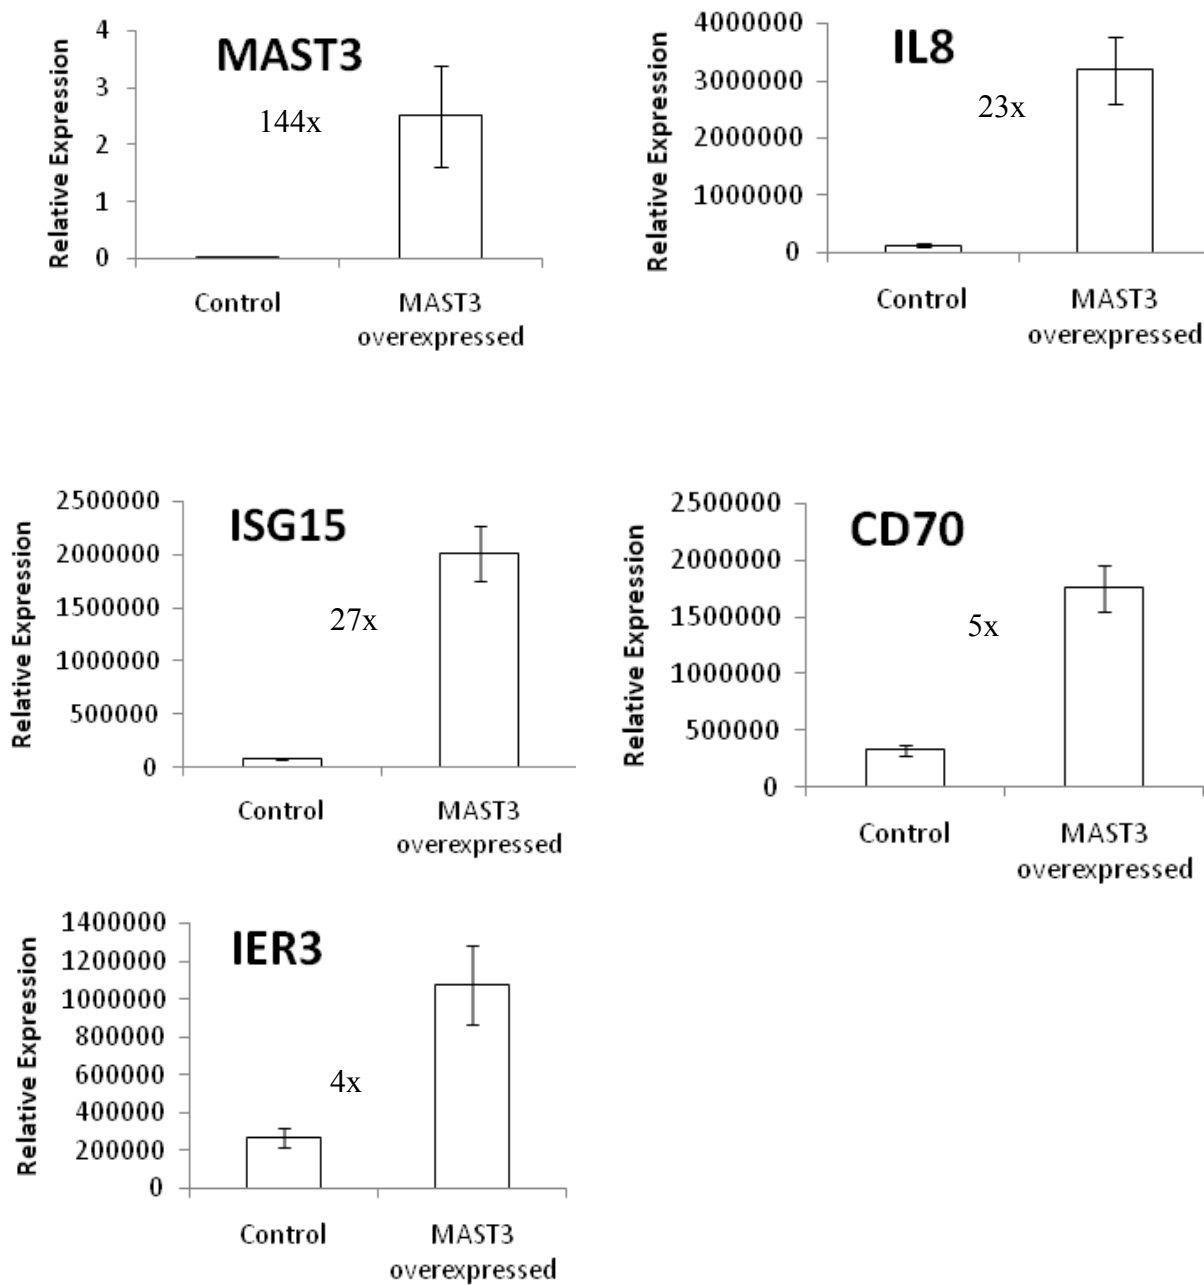 MAST3
144x
Relative Expression
4
3
2
1
0
Control
MAST3
overexpressed
IL8
23x
Relative Expression
4000000
3000000
2000000
1000000
0
Control
MAST3
overexpressed
ISG15
27x
Relative Expression
2500000
2000000
1500000
1000000
500000
0
Control
MAST3
overexpressed
CD70
5x
Relative Expression
2500000
2000000
1500000
1000000
500000
0
Control
MAST3
overexpressed
IER3
4x
Relative Expression
1400000
1200000
1000000
800000
600000
400000
200000
0
Control
MAST3
overexpressed